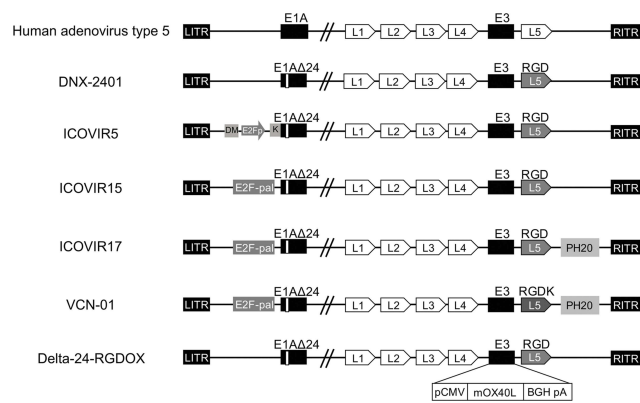 E1A E3
Human adenovirus type 5 LITR // L1 L2 L3 L4 L5 RITR
E1AΔ24 E3 RGD
DNX-2401 LITR // L1 L2 L3 L4 L5 RITR
E1AΔ24 E3 RGD
ICOVIR5 LITR DM E2Fp K // L1 L2 L3 L4 L5 RITR
E1AΔ24 E3 RGD
ICOVIR15 LITR E2F-pal // L1 L2 L3 L4 L5 RITR
E1AΔ24 E3 RGD
ICOVIR17 LITR E2F-pal // L1 L2 L3 L4 L5 PH20 RITR
E1AΔ24 E3 RGDK
VCN-01 LITR E2F-pal // L1 L2 L3 L4 L5 PH20 RITR
E1AΔ24 E3 RGD
Delta-24-RGDOX LITR // L1 L2 L3 L4 L5 RITR
pCMV mOX40L BGH pA